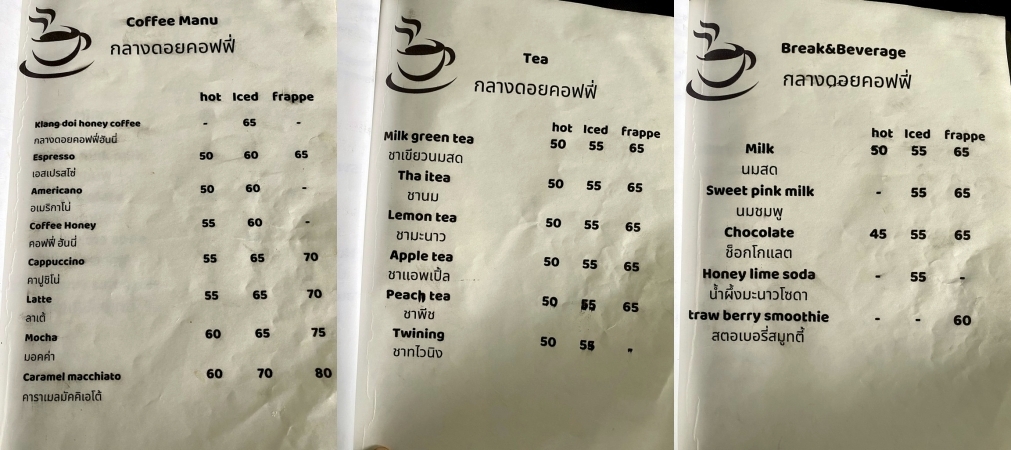 Coffee Manu
กลางดอยคอฟฟี่
hot Iced frappe
Klang doi honey coffee - 65 -
กลางดอยคอฟฟี่ฮันนี่
Espresso 50 60 65
เอสเปรสโซ่
Americano 50 60 -
อเมริกาโน่
Coffee Honey 55 60 -
คอฟฟี่ ฮันนี่
Cappuccino 55 65 70
คาปูชิโน่
Latte 55 65 70
ลาเต้
Mocha 60 65 75
มอคค่า
Caramel macchiato 60 70 80
คาราเมลมัคคิเอโต้
Tea
กลางดอยคอฟฟี่
hot Iced frappe
Milk green tea 50 55 65
ชาเขียวนมสด
Tha itea 50 55 65
ชานม
Lemon tea 50 55 65
ชามะนาว
Apple tea 50 55 65
ชาแอพเปิ้ล
Peach tea 50 55 65
ชาพีช
Twining 50 55 -
ชาทไวนิง
Break&Beverage
กลางดอยคอฟฟี่
hot Iced frappe
Milk 50 55 65
นมสด
Sweet pink milk - 55 65
นมชมพู
Chocolate 45 55 65
ช็อกโกแลต
Honey lime soda - 55 -
น้ำผึ้งมะนาวโซดา
traw berry smoothie - - 60
สตอเบอรี่สมูทตี้